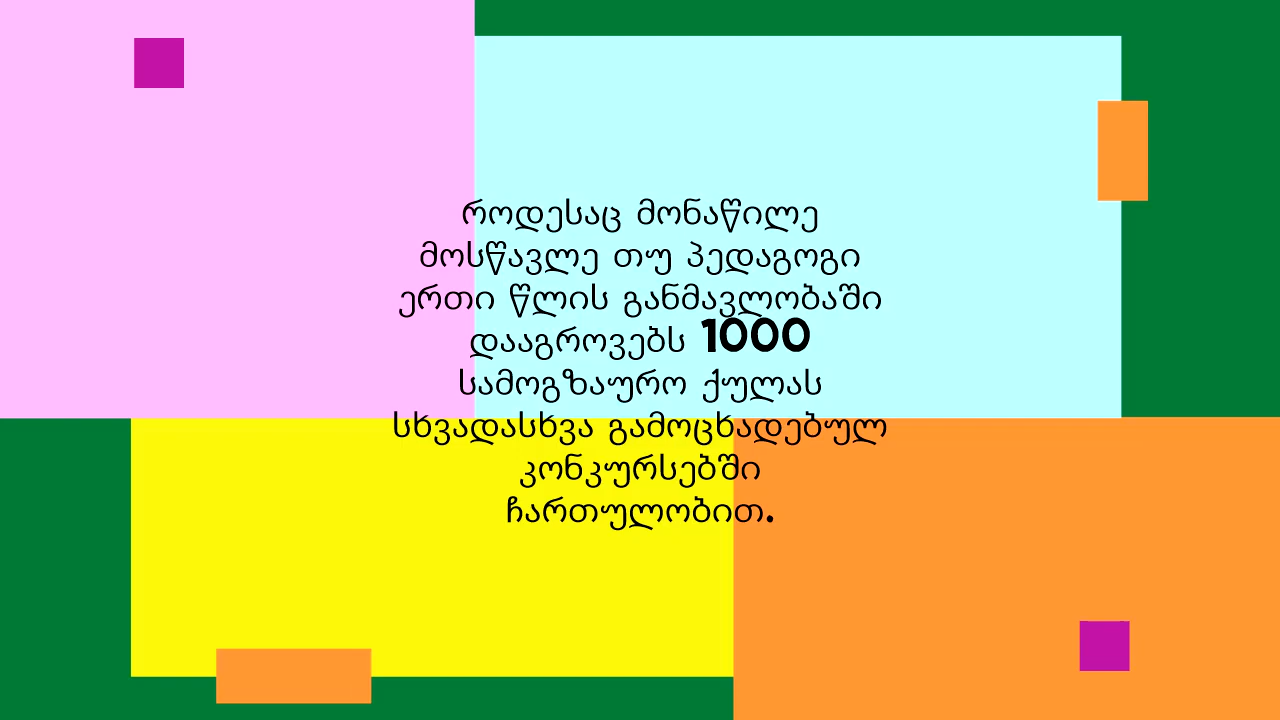 როდესაც მონაწილე
მოსწავლე თუ პედაგოგი
ერთი წლის განმავლობაში
დააგროვებს 1000
სამოგზაურო ქულას
სხვადასხვა გამოცხადებულ
კონკურსებში
ჩართულობით.